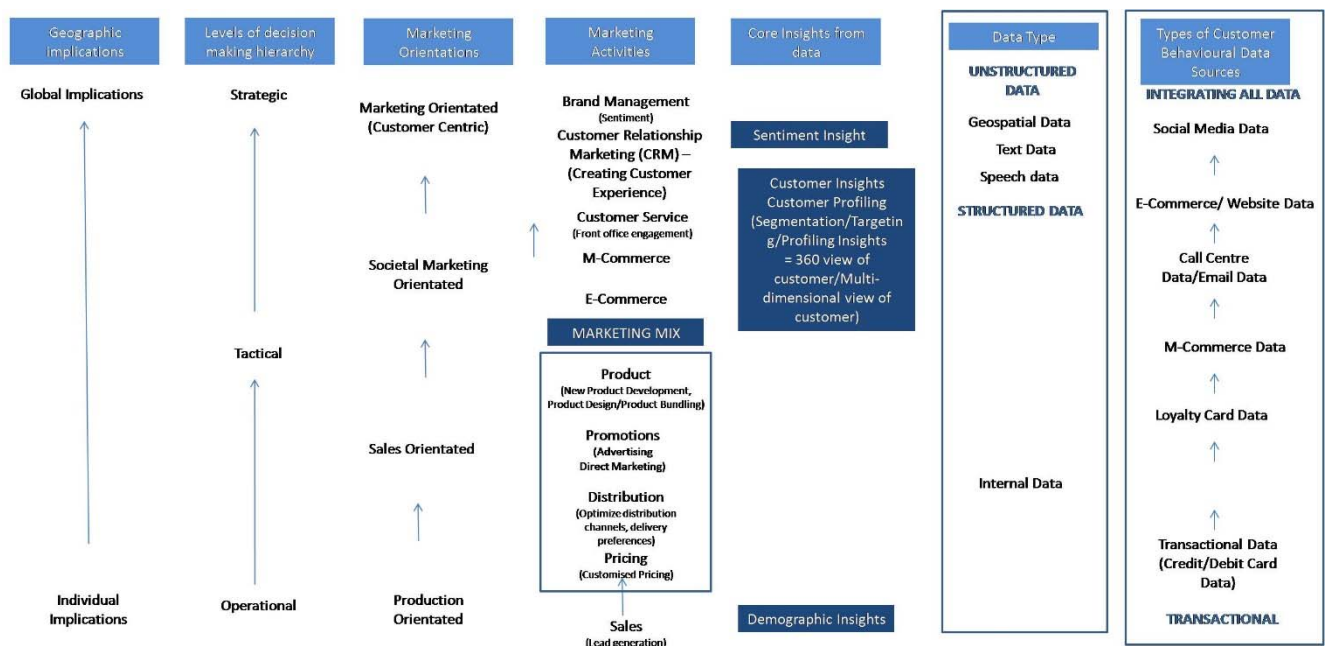 Geographic
Implications
Global Implications
Individual
Implications
Levels of decision
making hierarchy
Strategic
Tactical
Operational
Marketing
Orientations
Marketing Orientated
(Customer Centric)
Societal Marketing
Orientated
Sales Orientated
Production
Orientated
Marketing
Activities
Brand Management
(Sentiment)
Customer Relationship
Marketing (CRM) –
(Creating Customer
Experience)
Customer Service
(Front office engagement)
M-Commerce
E-Commerce
MARKETING MIX
Product
(New Product Development,
Product Design/Product Bundling)
Promotions
(Advertising
Direct Marketing)
Distribution
(Optimize distribution
channels, delivery
preferences)
Pricing
(Customised Pricing)
Sales
(Lead generation)
Core Insights from
data
Sentiment Insight
Customer Insights
Customer Profiling
(Segmentation/Targetin
g/Profiling Insights
= 360 view of
customer/Multi-
dimensional view of
customer)
Demographic Insights
Data Type
UNSTRUCTURED
DATA
Geospatial Data
Text Data
Speech data
STRUCTURED DATA
Internal Data
Types of Customer
Behavioural Data
Sources
INTEGRATING ALL DATA
Social Media Data
E-Commerce/ Website Data
Call Centre
Data/Email Data
M-Commerce Data
Loyalty Card Data
Transactional Data
(Credit/Debit Card
Data)
TRANSACTIONAL